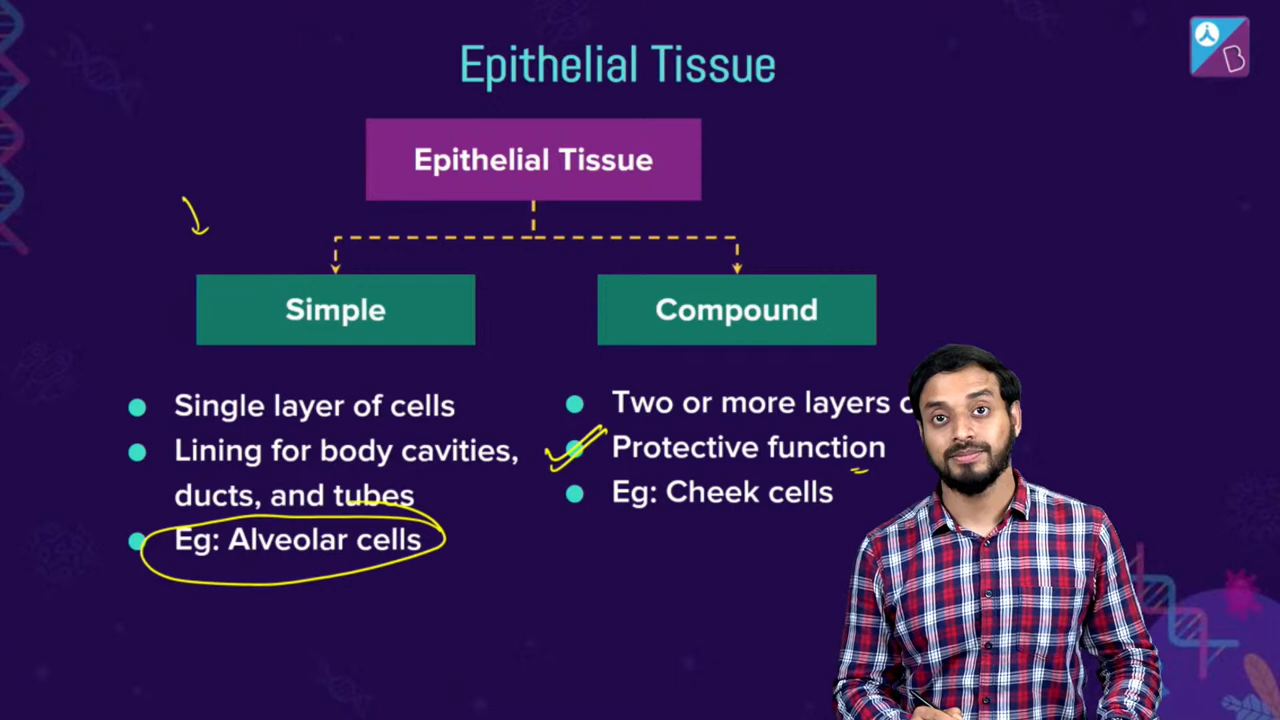 Epithelial Tissue
Epithelial Tissue
Simple
Compound
Single layer of cells
Lining for body cavities,
ducts, and tubes
Eg: Alveolar cells
Two or more layers
Protective function
Eg: Cheek cells
B